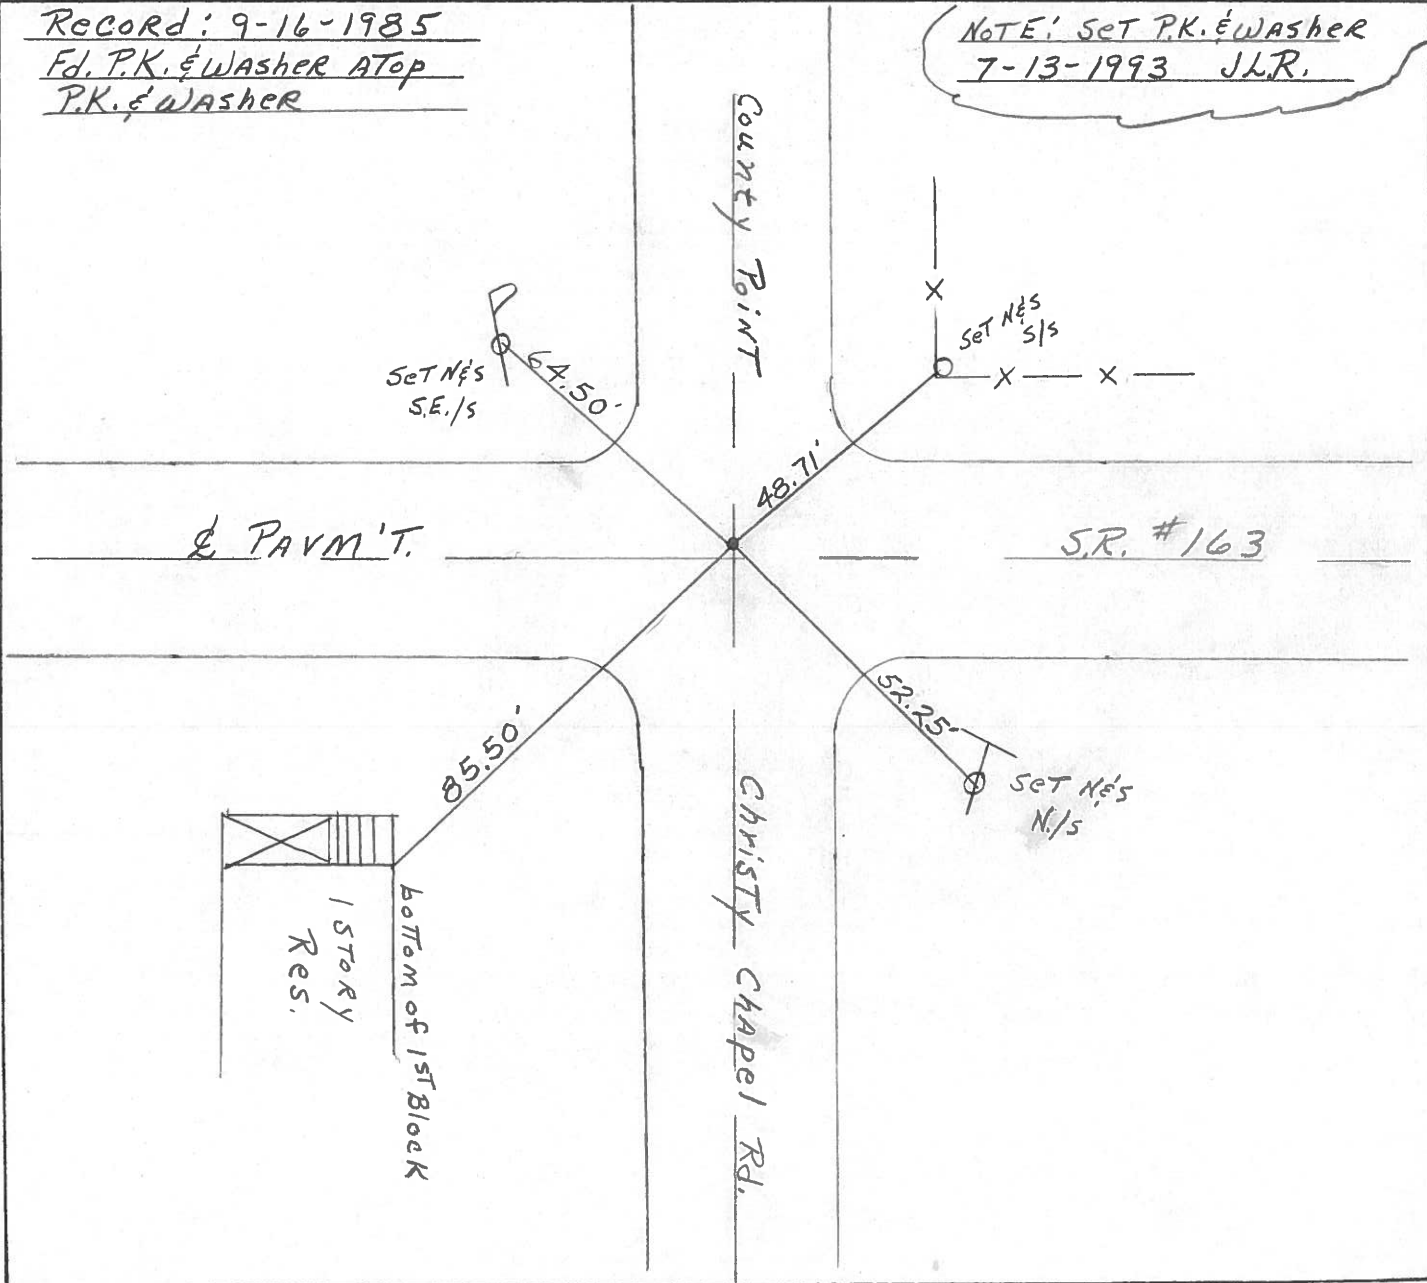 Record: 9-16-1985
Fd. P.K. & Washer ATop
P.K. & Washer
NOTE: SeT P.K. & Washer
7-13-1993 J.L.R.
County PoinT
SeT N&S
S/S
SeT N&S
S.E./S
64.50'
48.71'
℄ PAVM'T.
S.R. #163
85.50'
52.25'
SeT N&S
N./S
1 STORY
Res.
boTTom of 1ST Block
ChrisTy Chapel Rd.